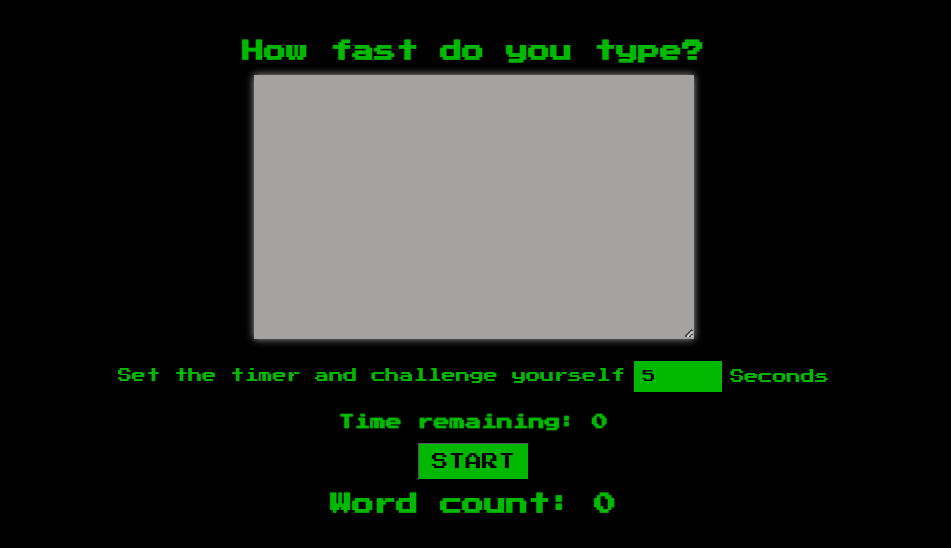 How fast do you type?
Set the timer and challenge yourself 5 Seconds
Time remaining: 0
START
Word count: 0